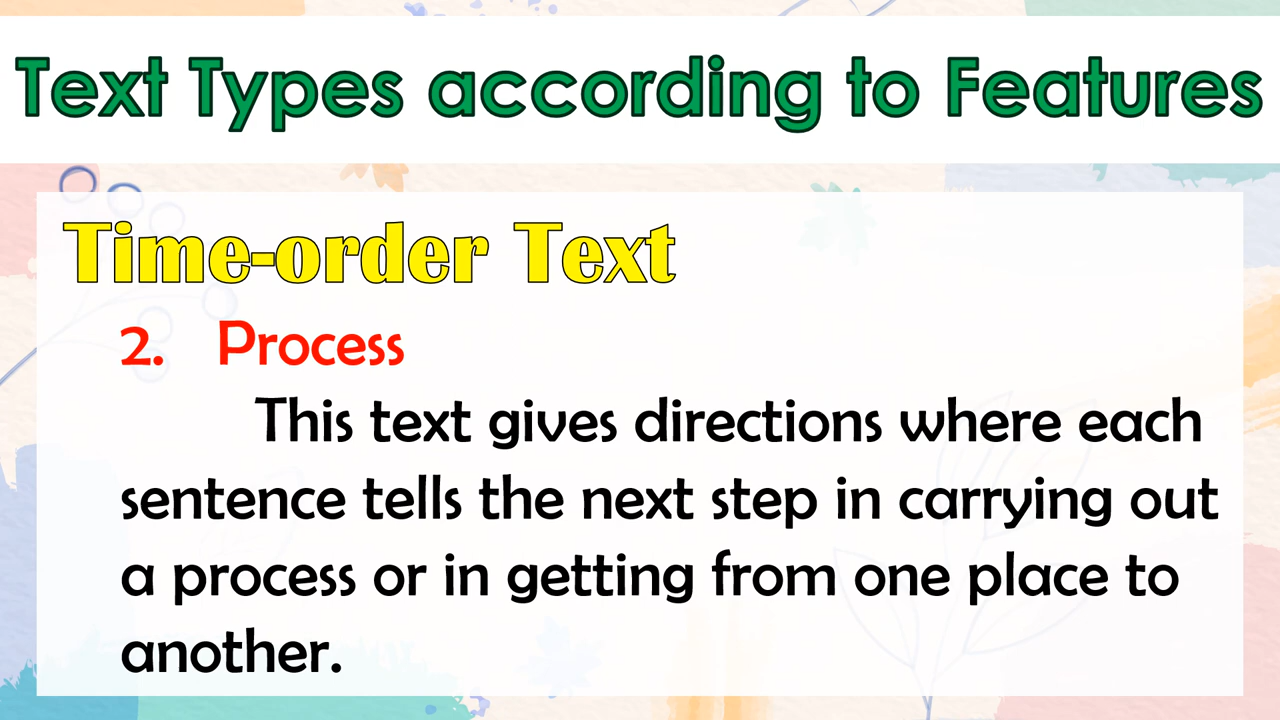 Text Types according to Features
Time-order Text
2. Process
This text gives directions where each
sentence tells the next step in carrying out
a process or in getting from one place to
another.